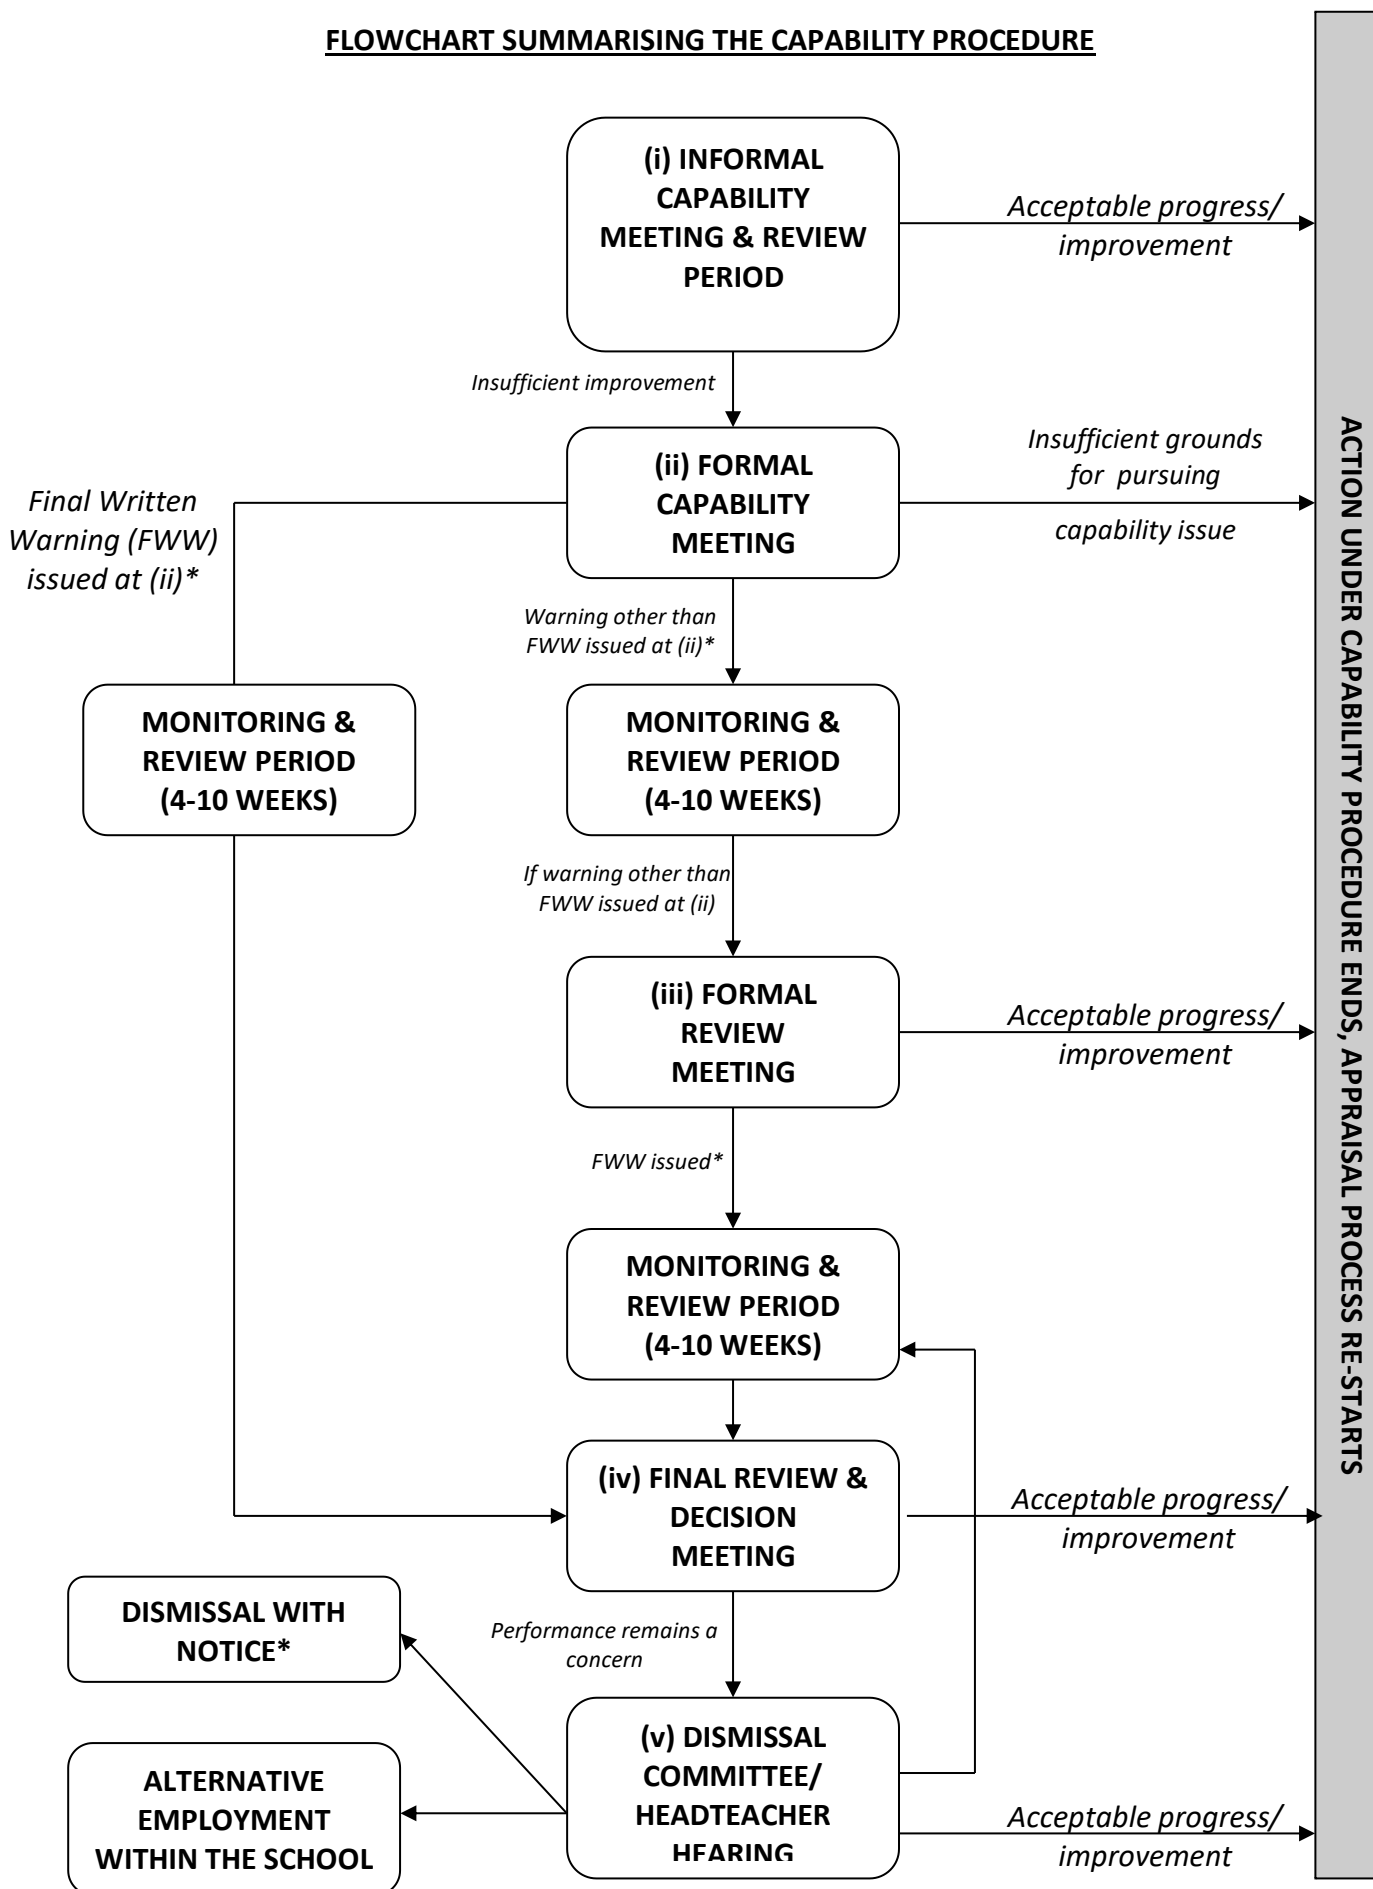 FLOWCHART SUMMARISING THE CAPABILITY PROCEDURE
(i) INFORMAL
CAPABILITY
MEETING & REVIEW
PERIOD
Acceptable progress/
improvement
Insufficient improvement
(ii) FORMAL
CAPABILITY
MEETING
Insufficient grounds
for pursuing
capability issue
Final Written
Warning (FWW)
issued at (ii)*
Warning other than
FWW issued at (ii)*
MONITORING &
REVIEW PERIOD
(4-10 WEEKS)
MONITORING &
REVIEW PERIOD
(4-10 WEEKS)
If warning other than
FWW issued at (ii)
(iii) FORMAL
REVIEW
MEETING
Acceptable progress/
improvement
FWW issued*
MONITORING &
REVIEW PERIOD
(4-10 WEEKS)
(iv) FINAL REVIEW &
DECISION
MEETING
Acceptable progress/
improvement
DISMISSAL WITH
NOTICE*
Performance remains a
concern
(v) DISMISSAL
COMMITTEE/
HEADTEACHER
HEARING
ALTERNATIVE
EMPLOYMENT
WITHIN THE SCHOOL
Acceptable progress/
improvement
ACTION UNDER CAPABILITY PROCEDURE ENDS, APPRAISAL PROCESS RE-STARTS